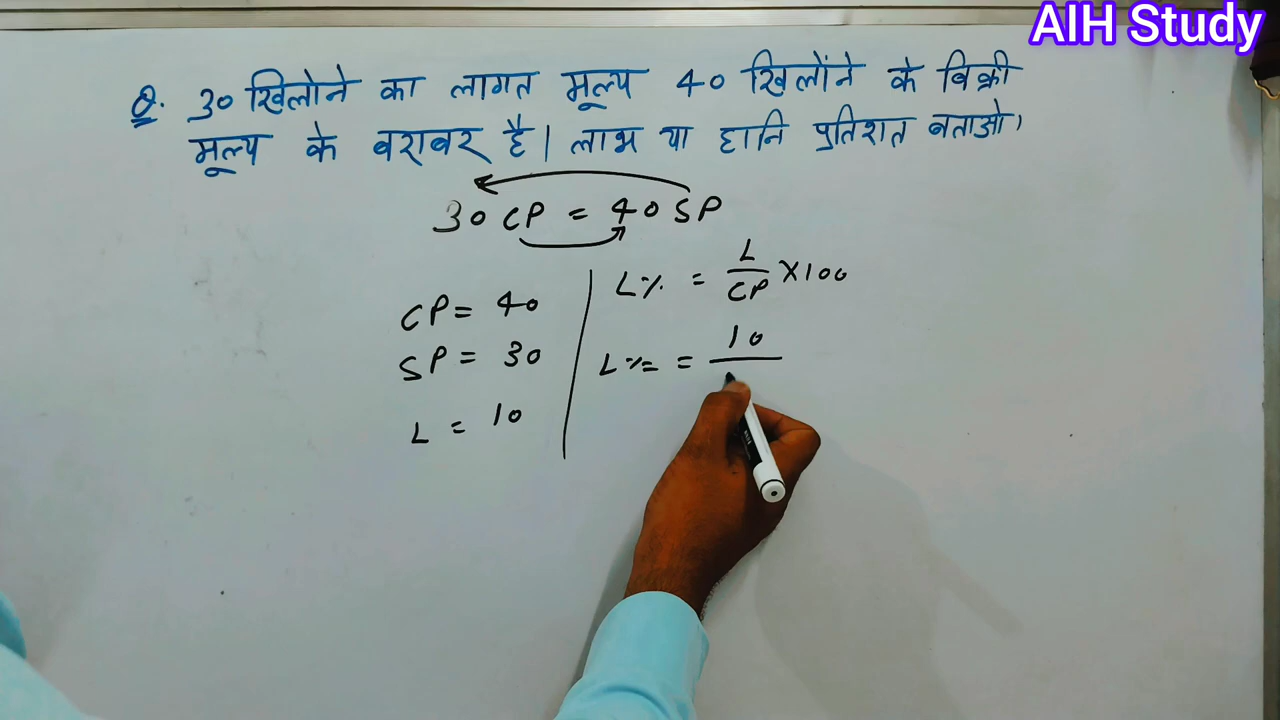 AIH Study
Q. 30 खिलोने का लागत मूल्य 40 खिलोंने के बिक्री
मूल्य के बराबर है। लाभ या हानि प्रतिशत बताओ।
30 CP = 40 SP
CP = 40
SP = 30
L = 10
L% = L/CP × 100
L% = = 10